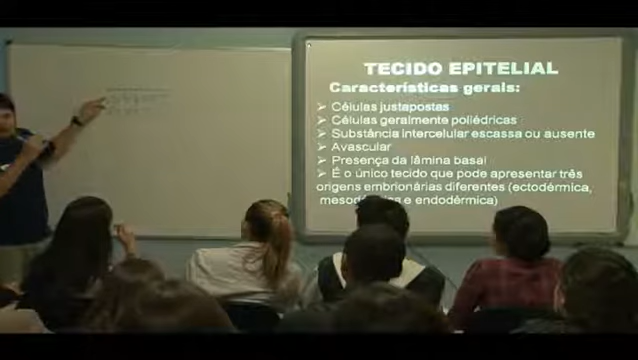 TECIDO EPITELIAL
Características gerais:
➢ Células justapostas
➢ Células geralmente poliédricas
➢ Substância intercelular escassa ou ausente
➢ Avascular
➢ Presença da lâmina basal
➢ É o único tecido que pode apresentar três
origens embrionárias diferentes (ectodérmica,
e endodérmica)